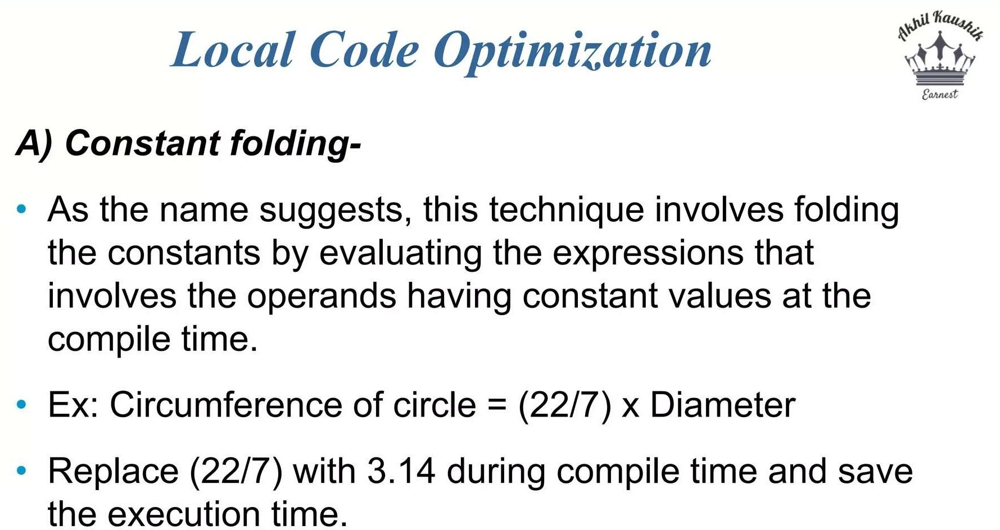 Local Code Optimization
Akhil Kaushik
Earnest
A) Constant folding-
• As the name suggests, this technique involves folding
the constants by evaluating the expressions that
involves the operands having constant values at the
compile time.
• Ex: Circumference of circle = (22/7) x Diameter
• Replace (22/7) with 3.14 during compile time and save
the execution time.